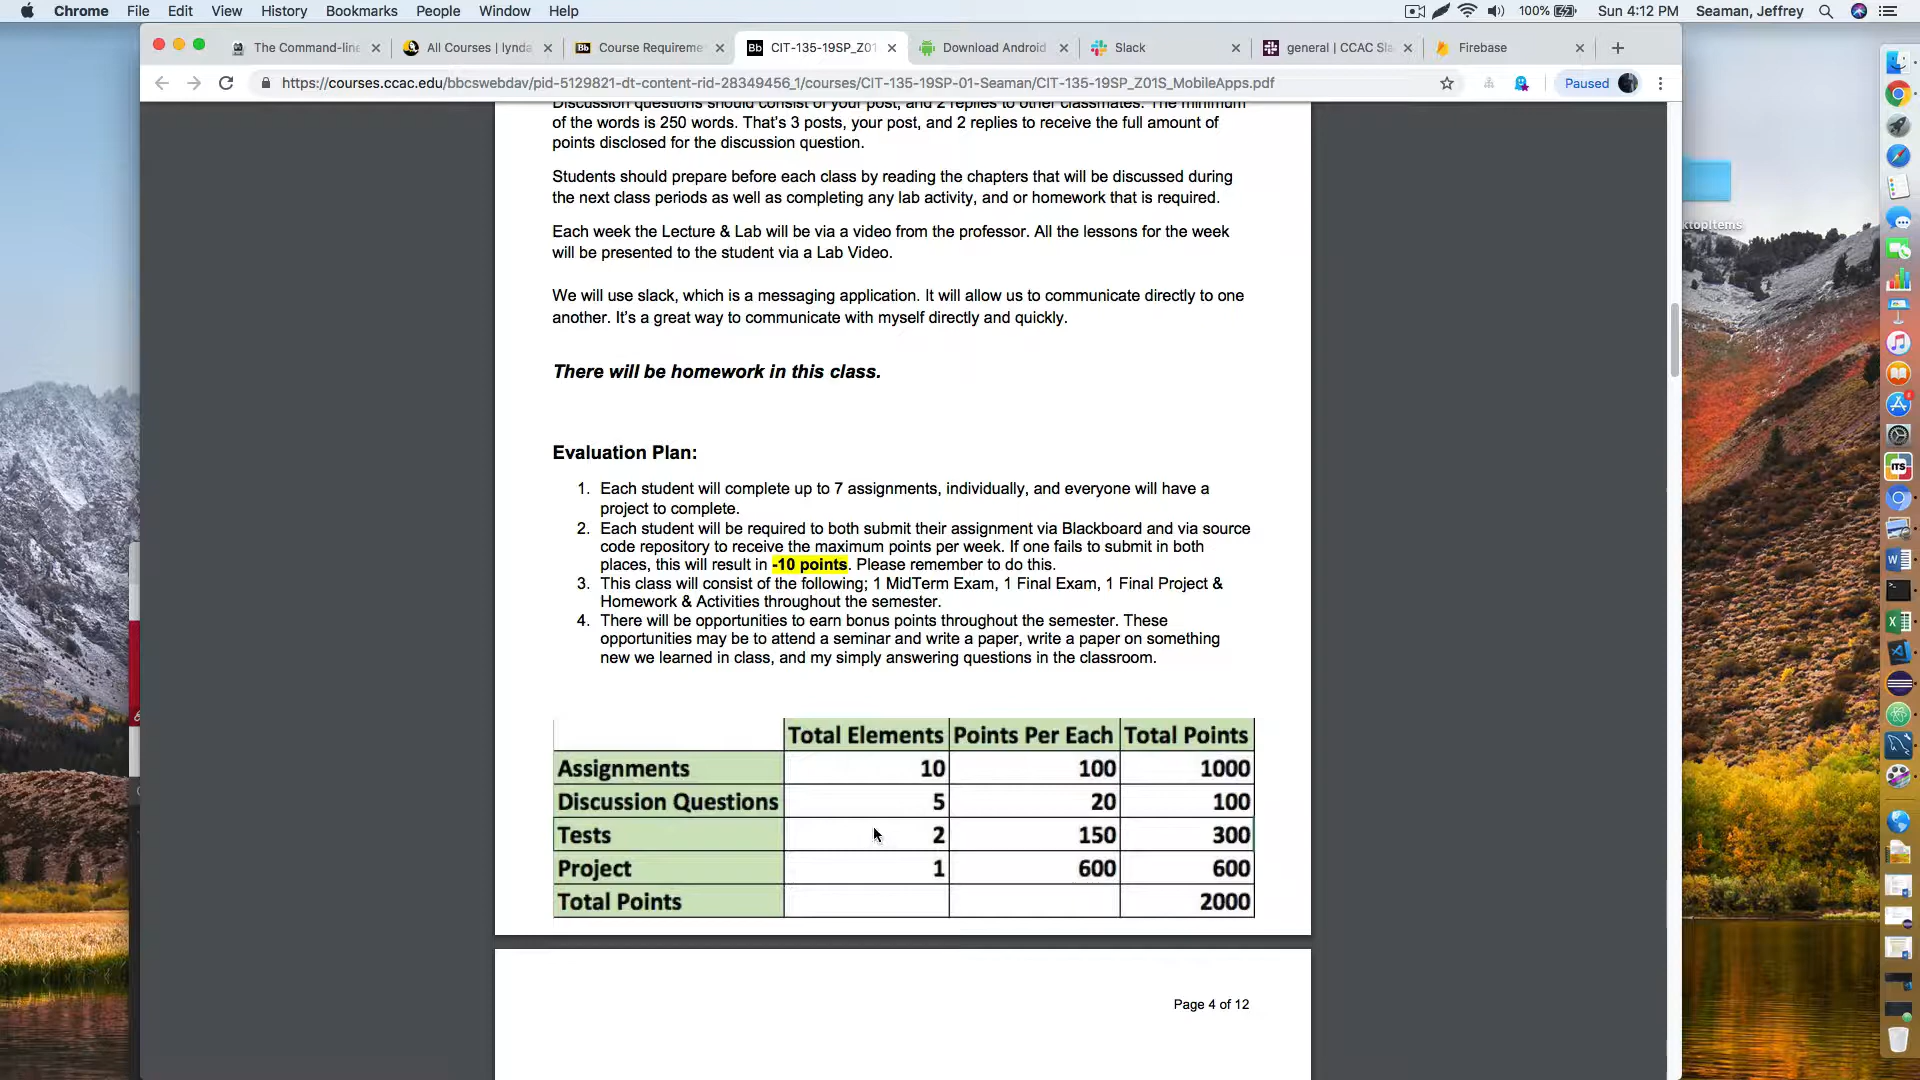 Chrome File Edit View History Bookmarks People Window Help 100% Sun 4:12 PM Seaman, Jeffrey
The Command-line All Courses | lynda Course Requireme CIT-135-19SP_Z01 Download Android Slack general | CCAC Sla Firebase
https://courses.ccac.edu/bbcswebdav/pid-5129821-dt-content-rid-28349456_1/courses/CIT-135-19SP-01-Seaman/CIT-135-19SP_Z01S_MobileApps.pdf Paused
Discussion questions should consist of your post, and 2 replies to other classmates. The minimum
of the words is 250 words. That's 3 posts, your post, and 2 replies to receive the full amount of
points disclosed for the discussion question.
Students should prepare before each class by reading the chapters that will be discussed during
the next class periods as well as completing any lab activity, and or homework that is required.
Each week the Lecture & Lab will be via a video from the professor. All the lessons for the week
will be presented to the student via a Lab Video.
We will use slack, which is a messaging application. It will allow us to communicate directly to one
another. It's a great way to communicate with myself directly and quickly.
There will be homework in this class.
Evaluation Plan:
1. Each student will complete up to 7 assignments, individually, and everyone will have a
project to complete.
2. Each student will be required to both submit their assignment via Blackboard and via source
code repository to receive the maximum points per week. If one fails to submit in both
places, this will result in -10 points. Please remember to do this.
3. This class will consist of the following; 1 MidTerm Exam, 1 Final Exam, 1 Final Project &
Homework & Activities throughout the semester.
4. There will be opportunities to earn bonus points throughout the semester. These
opportunities may be to attend a seminar and write a paper, write a paper on something
new we learned in class, and my simply answering questions in the classroom.
Total Elements Points Per Each Total Points
Assignments 10 100 1000
Discussion Questions 5 20 100
Tests 2 150 300
Project 1 600 600
Total Points 2000
Page 4 of 12
ktopItems
ITS